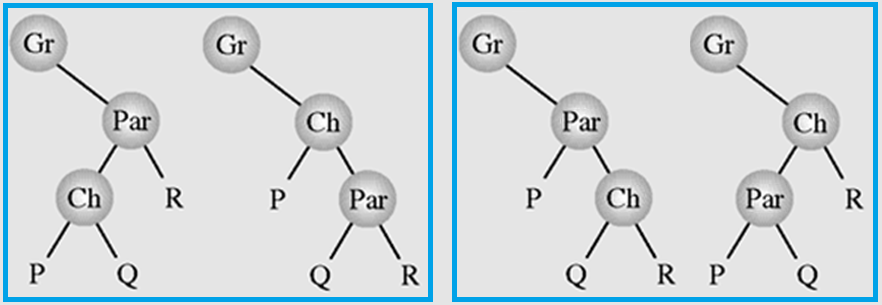 Gr Gr Gr Gr
Par Ch Par Ch
Ch R P Par P Ch Par R
P Q Q R Q R P Q